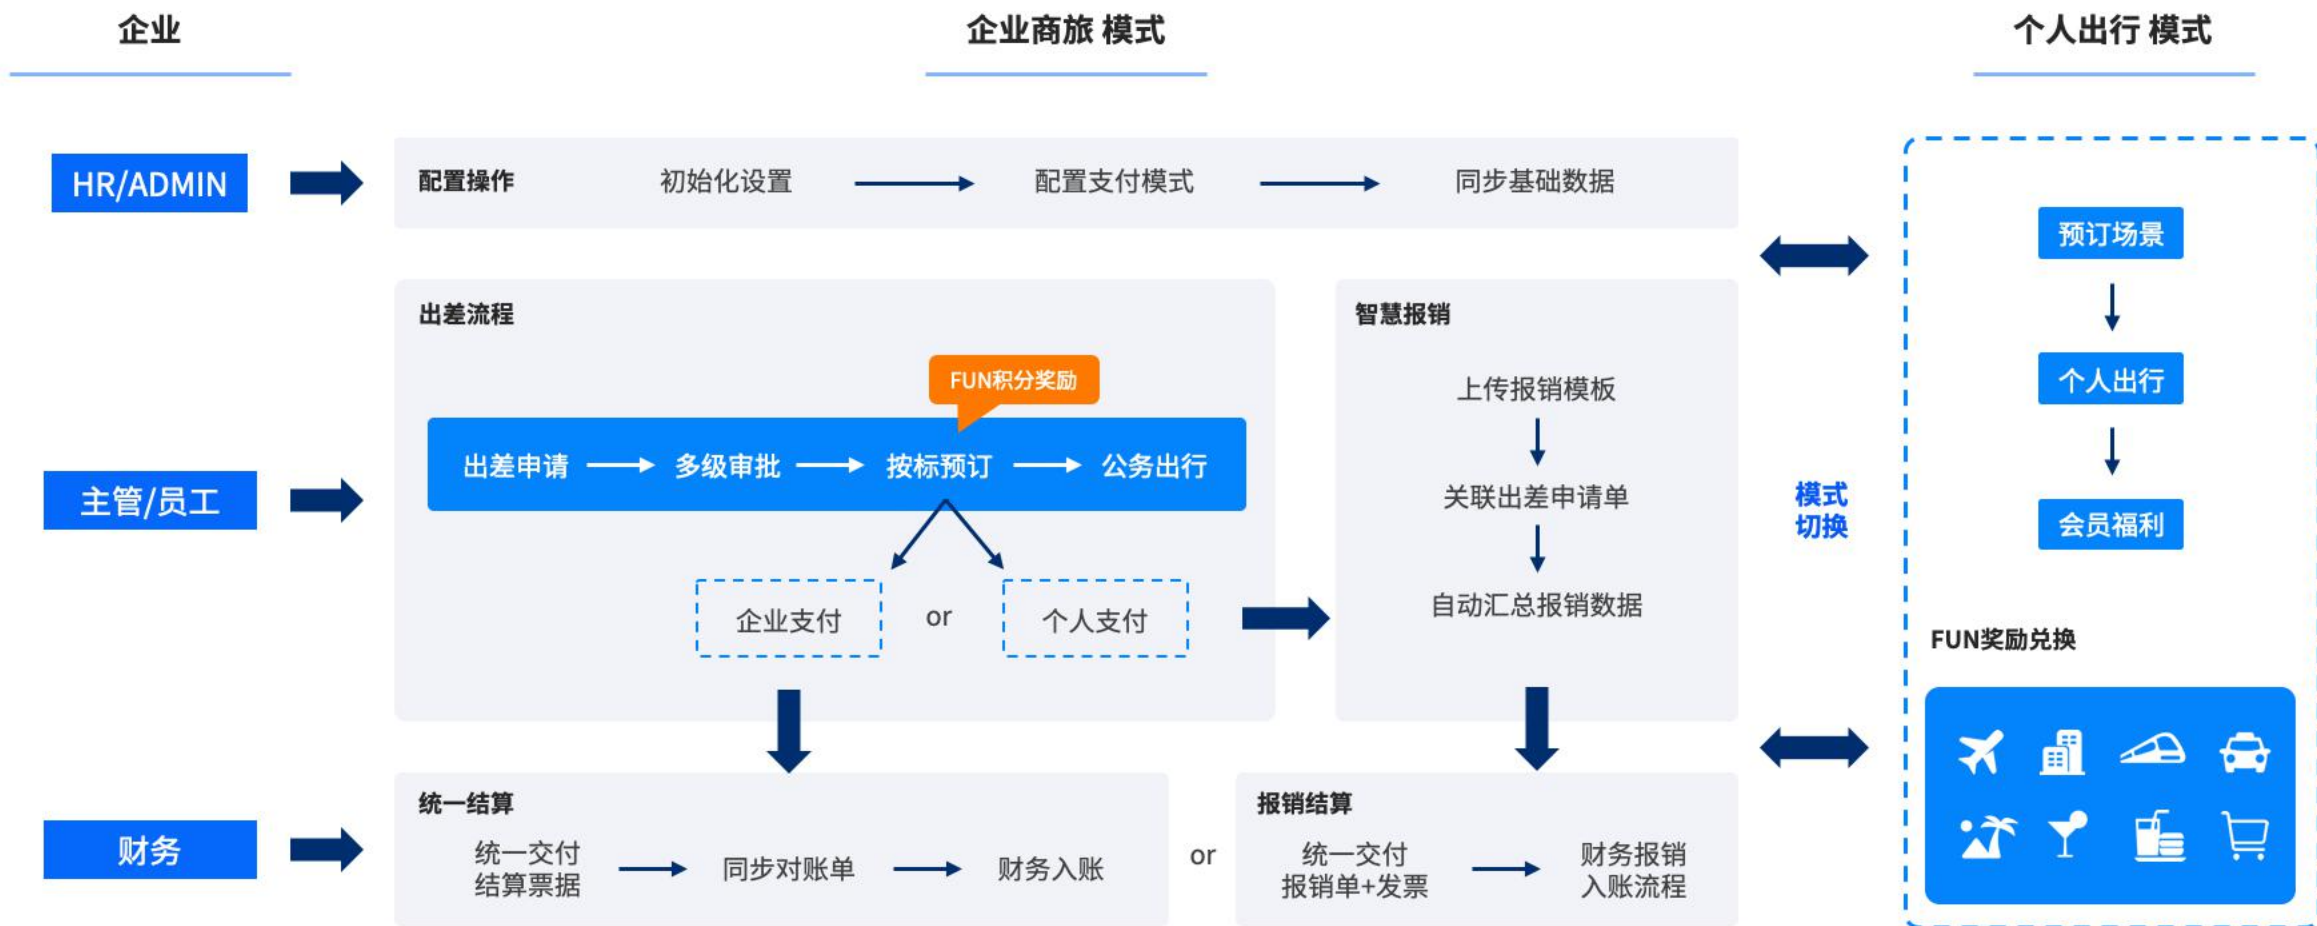 企业
企业商旅 模式
个人出行 模式
HR/ADMIN
配置操作
初始化设置
配置支付模式
同步基础数据
主管/员工
出差流程
FUN积分奖励
出差申请
多级审批
按标预订
公务出行
企业支付
or
个人支付
智慧报销
上传报销模板
关联出差申请单
自动汇总报销数据
财务
统一结算
统一交付
结算票据
同步对账单
财务入账
or
报销结算
统一交付
报销单+发票
财务报销
入账流程
模式
切换
预订场景
个人出行
会员福利
FUN奖励兑换